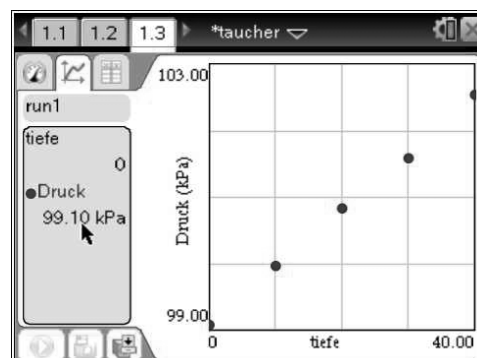 1.1 1.2 1.3 *taucher
103.00
run1
tiefe
0
Druck
99.10 kPa
Druck (kPa)
99.00
0 tiefe 40.00